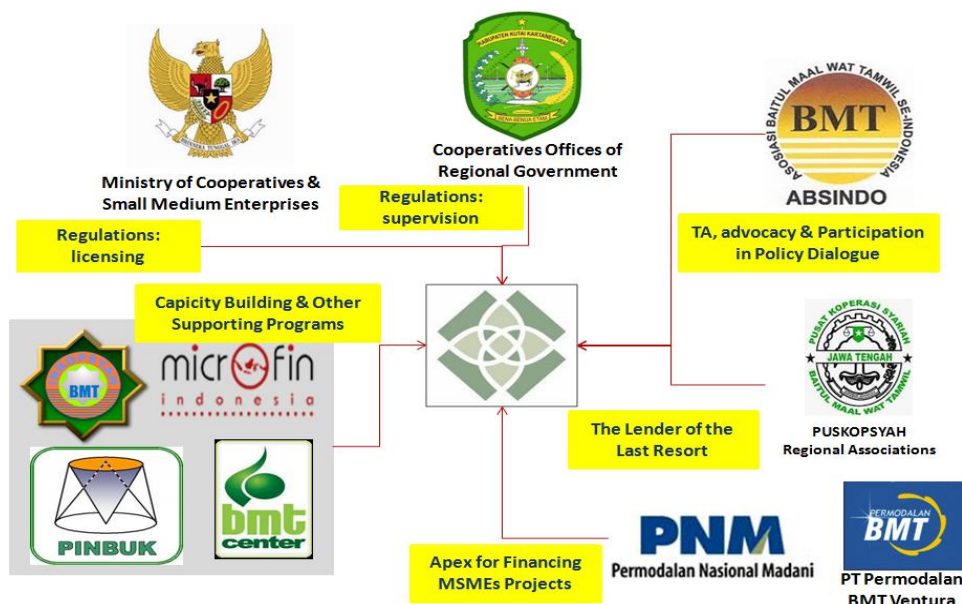 BHINNEKA TUNGGAL IKA
Ministry of Cooperatives &
Small Medium Enterprises
KABUPATEN KUTAI KARTANEGARA
Cooperatives Offices of
Regional Government
ASOSIASI BAITUL MAAL WAT TAMWIL SE-INDONESIA
BMT
ABSINDO
Regulations:
supervision
Regulations:
licensing
TA, advocacy & Participation
in Policy Dialogue
Capicity Building & Other
Supporting Programs
INKOPSYAH
BMT
microfin
indonesia
PINBUK
bmt
center
PUSAT KOPERASI SYARIAH
JAWA TENGAH
BAITUL MAAL WAT TAMWIL
PUSKOPSYAH
Regional Associations
The Lender of the
Last Resort
Apex for Financing
MSMEs Projects
PNM
Permodalan Nasional Madani
PERMODALAN
BMT
PT Permodalan
BMT Ventura